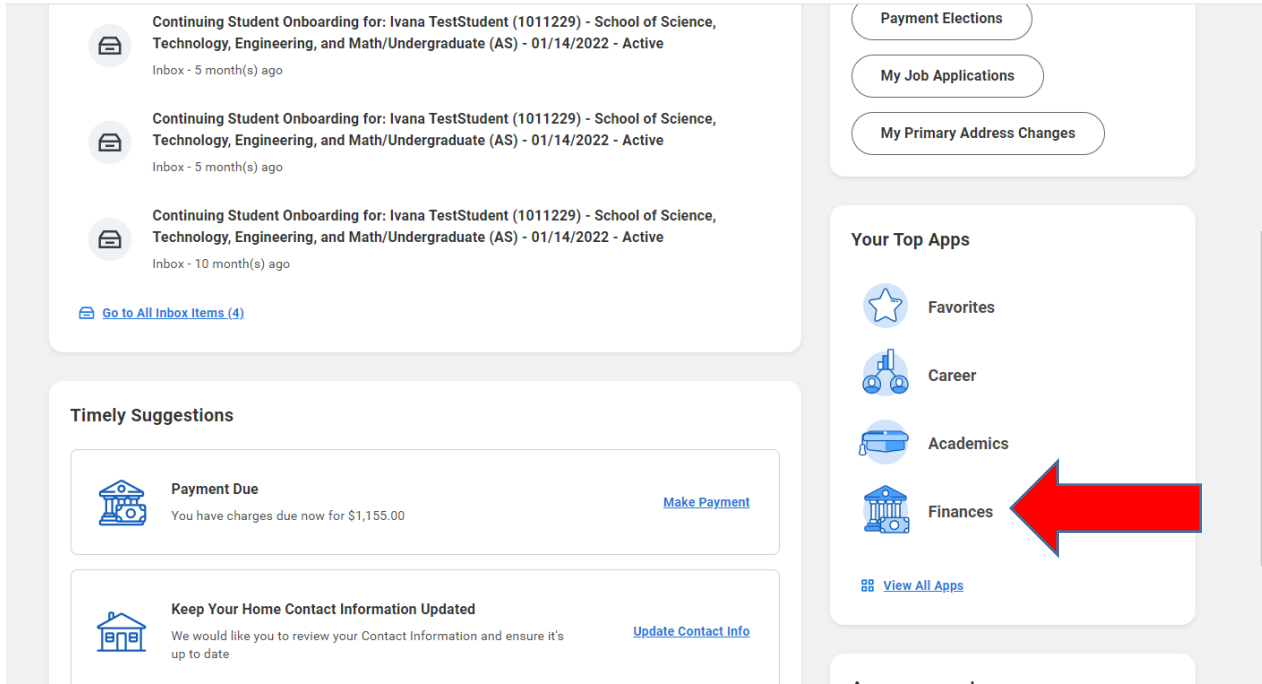 Continuing Student Onboarding for: Ivana TestStudent (1011229) - School of Science,
Technology, Engineering, and Math/Undergraduate (AS) - 01/14/2022 - Active
Inbox - 5 month(s) ago
Continuing Student Onboarding for: Ivana TestStudent (1011229) - School of Science,
Technology, Engineering, and Math/Undergraduate (AS) - 01/14/2022 - Active
Inbox - 5 month(s) ago
Continuing Student Onboarding for: Ivana TestStudent (1011229) - School of Science,
Technology, Engineering, and Math/Undergraduate (AS) - 01/14/2022 - Active
Inbox - 10 month(s) ago
Go to All Inbox Items (4)
Timely Suggestions
Payment Due
You have charges due now for $1,155.00
Make Payment
Keep Your Home Contact Information Updated
We would like you to review your Contact Information and ensure it's
up to date
Update Contact Info
Payment Elections
My Job Applications
My Primary Address Changes
Your Top Apps
Favorites
Career
Academics
Finances
View All Apps